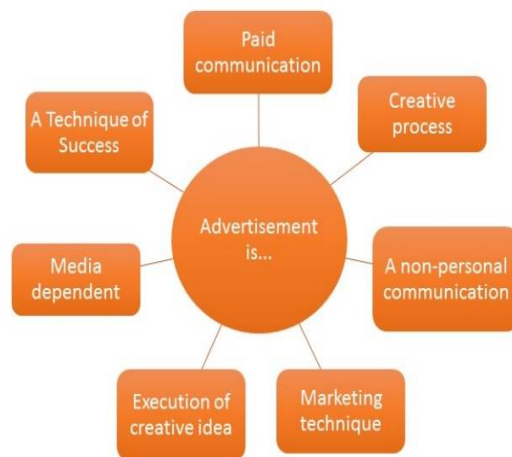 Paid
communication
Creative
process
A Technique of
Success
Advertisement
is...
A non-personal
communication
Media
dependent
Execution of
creative idea
Marketing
technique